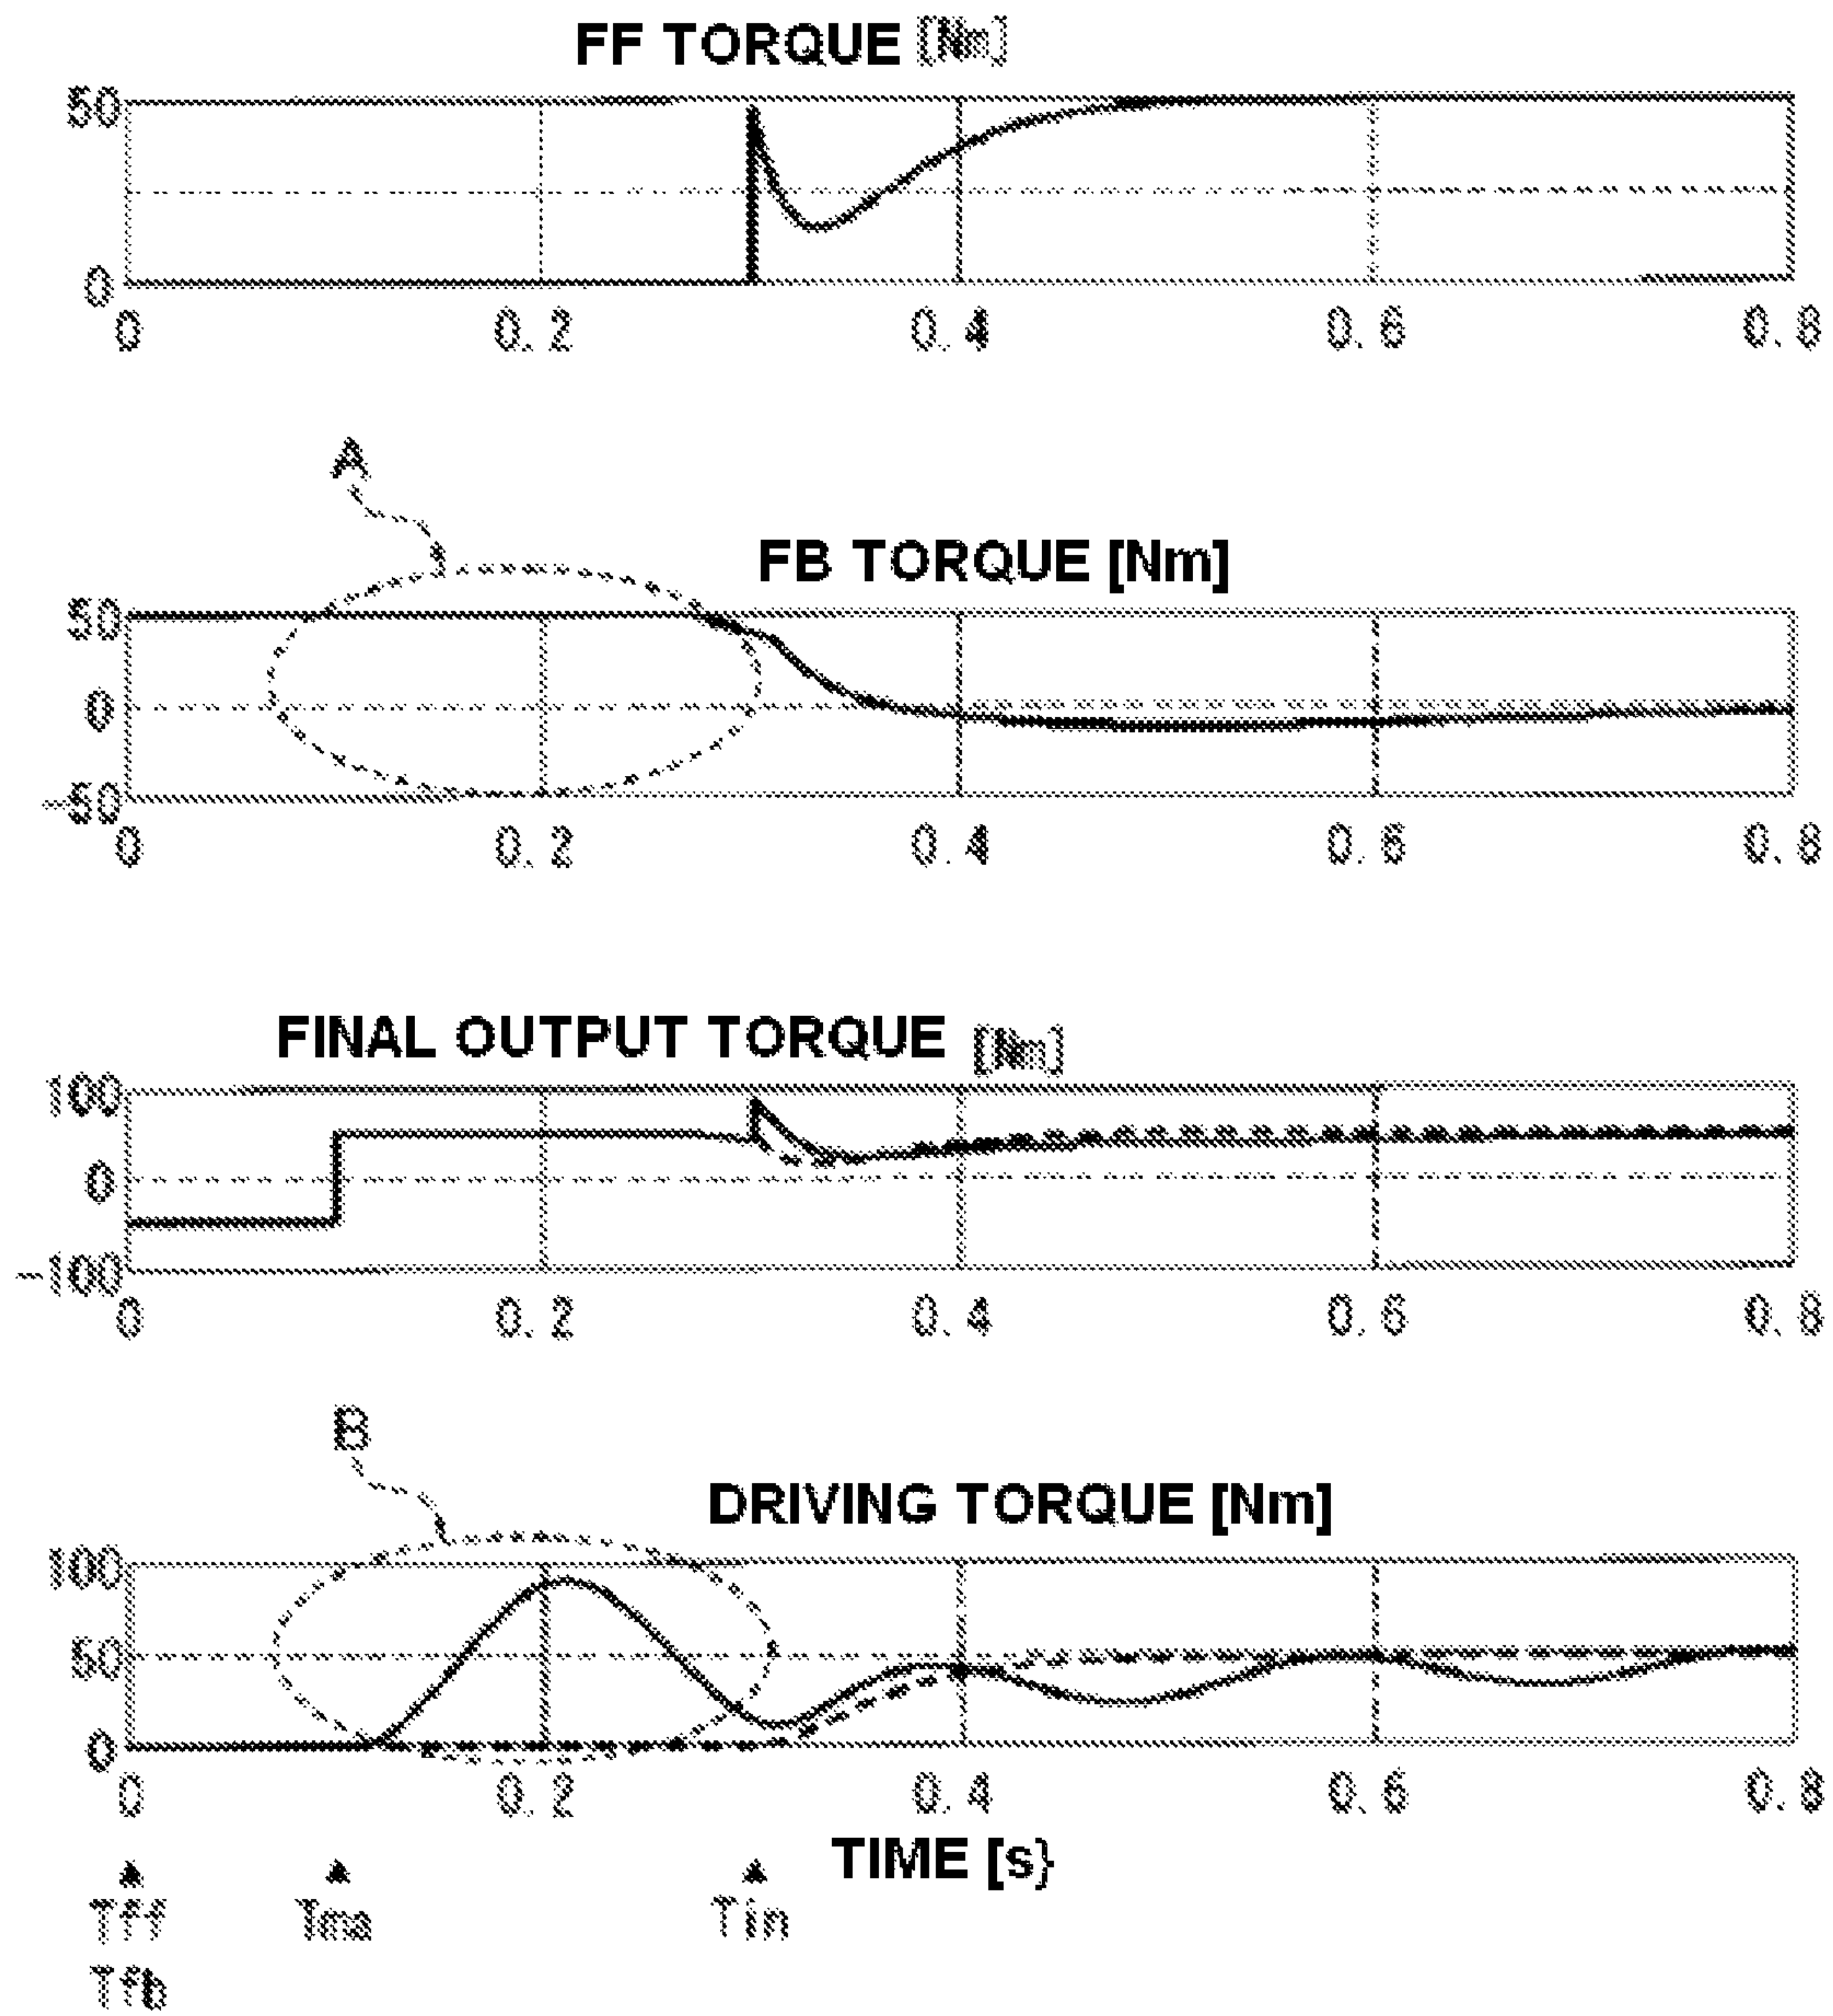 FF TORQUE [Nm]
50
0
0 0.2 0.4 0.6 0.8
A
FB TORQUE [Nm]
50
0
-50
0 0.2 0.4 0.6 0.8
FINAL OUTPUT TORQUE [Nm]
100
0
-100
0 0.2 0.4 0.6 0.8
B
DRIVING TORQUE [Nm]
100
50
0
0 0.2 0.4 0.6 0.8
TIME [s}
Tff Tma Tin
Tfb